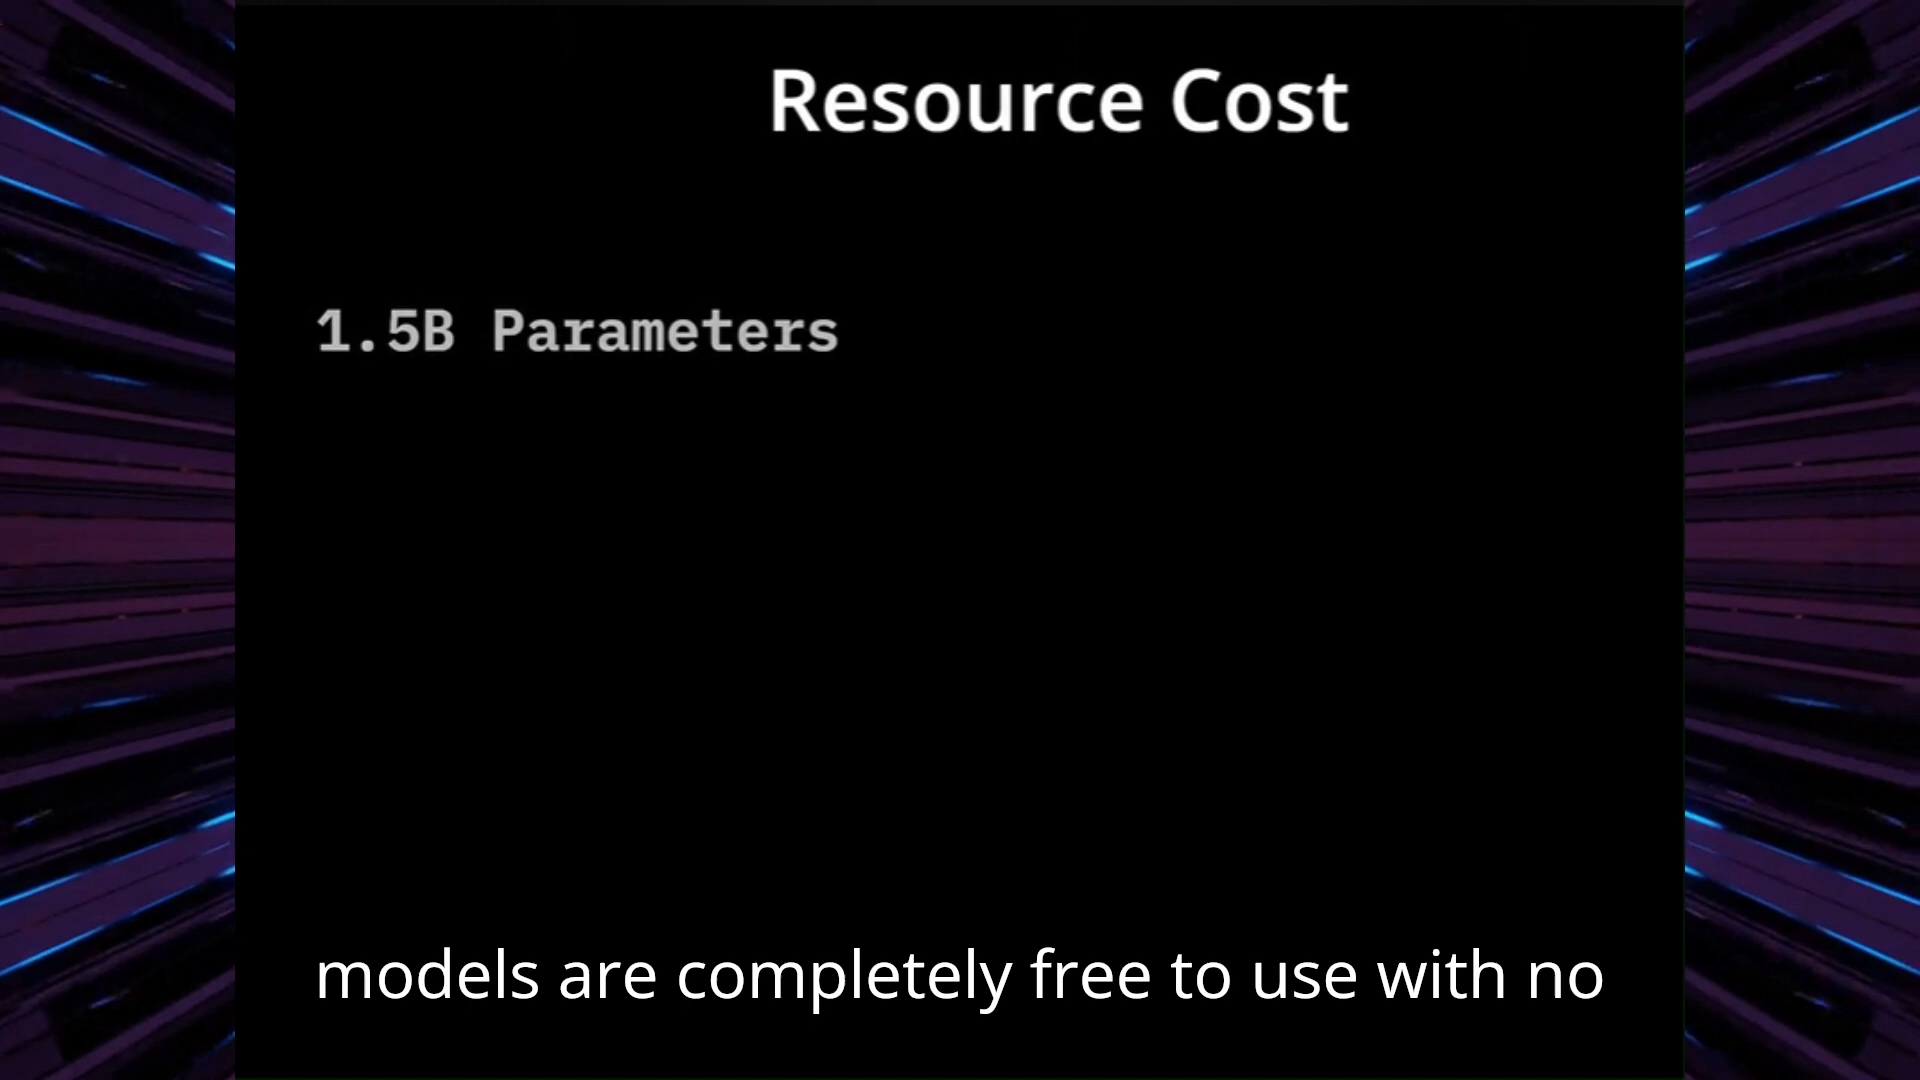 Resource Cost
1.5B Parameters
models are completely free to use with no